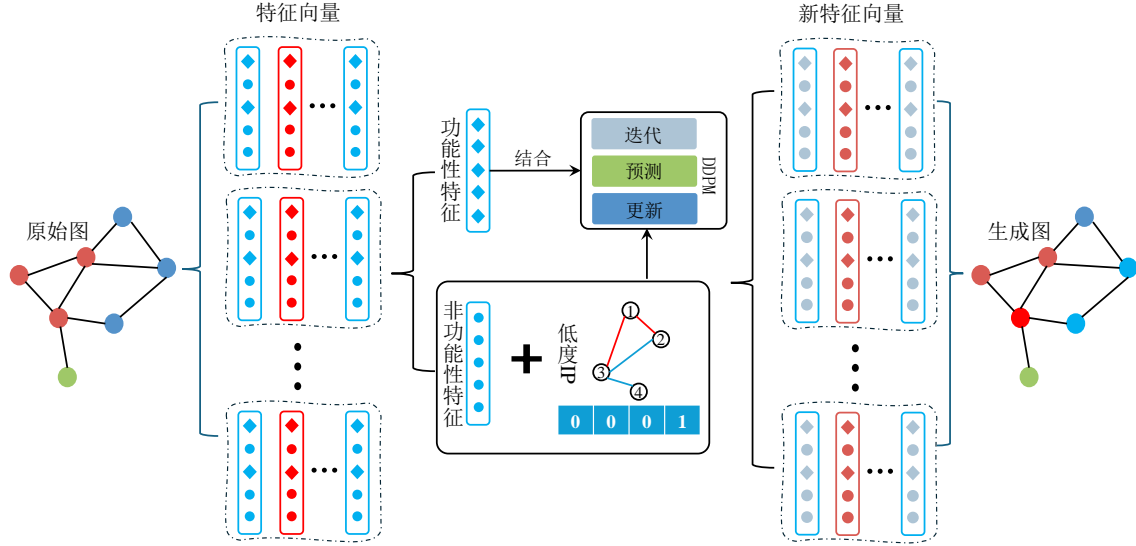 特征向量
新特征向量
原始图
功能性特征
结合
迭代
预测
更新
DDPM
非功能性特征
低度IP
1
2
3
4
0 0 0 1
生成图